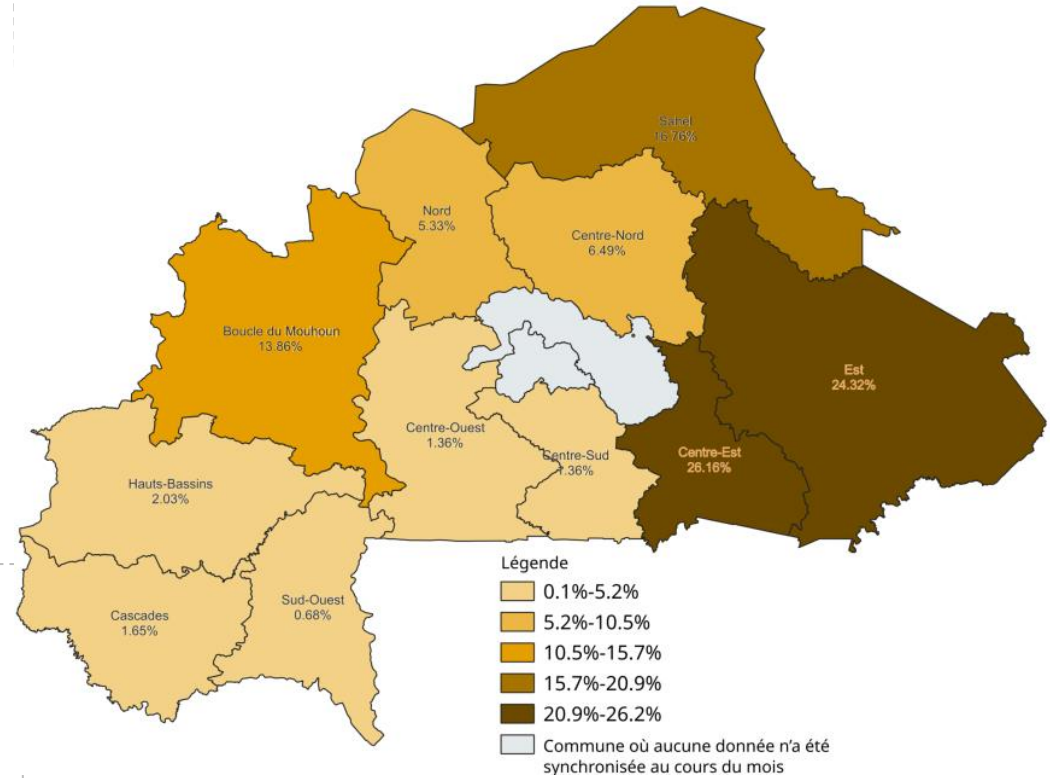 Sahel
16.76%
Nord
5.33%
Centre-Nord
6.49%
Boucle du Mouhoun
13.86%
Est
24.32%
Centre-Ouest
1.36%
Centre-Sud
1.36%
Centre-Est
26.16%
Hauts-Bassins
2.03%
Sud-Ouest
0.68%
Cascades
1.65%
Légende
0.1%-5.2%
5.2%-10.5%
10.5%-15.7%
15.7%-20.9%
20.9%-26.2%
Commune où aucune donnée n'a été
synchronisée au cours du mois